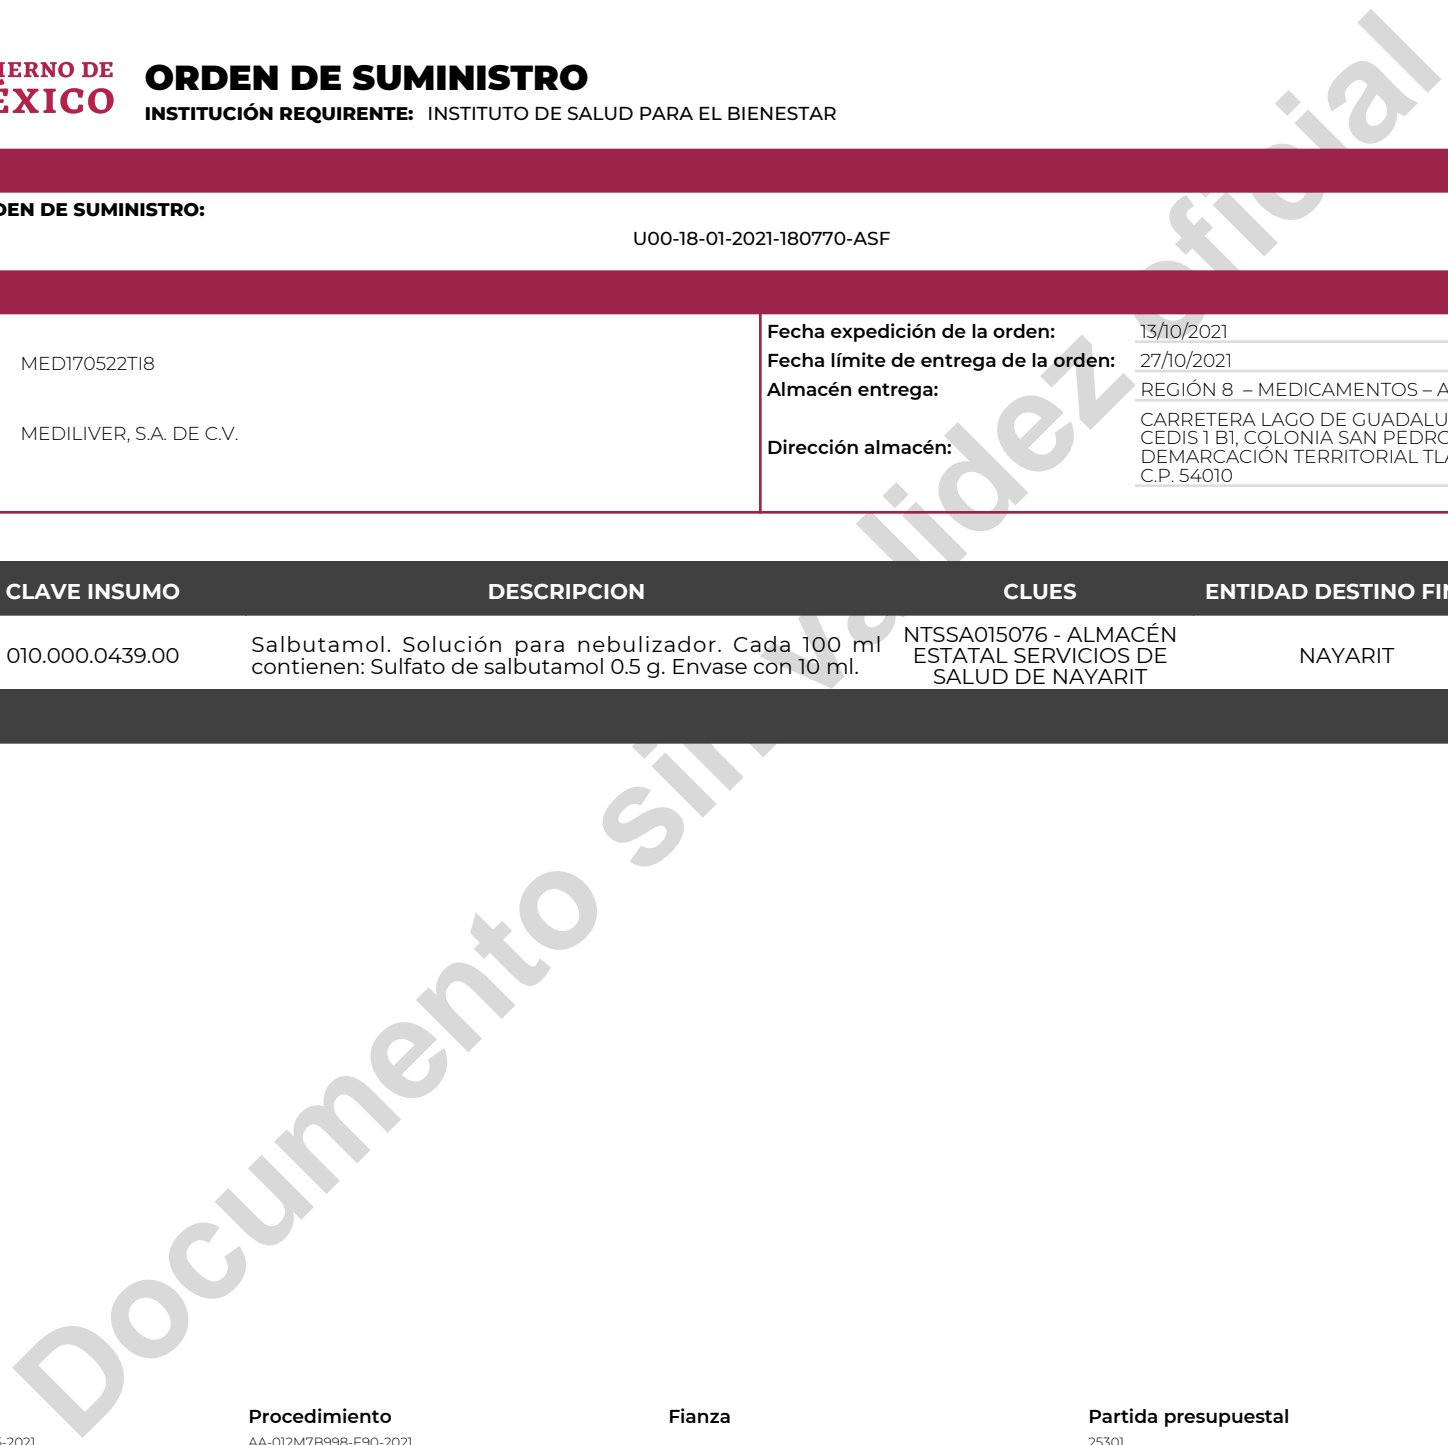 IERNO DE
ÉXICO
ORDEN DE SUMINISTRO
INSTITUCIÓN REQUIRENTE: INSTITUTO DE SALUD PARA EL BIENESTAR
DEN DE SUMINISTRO:
U00-18-01-2021-180770-ASF
MED170522TI8
MEDILIVER, S.A. DE C.V.
Fecha expedición de la orden: 13/10/2021
Fecha límite de entrega de la orden: 27/10/2021
Almacén entrega: REGIÓN 8 – MEDICAMENTOS – A
Dirección almacén:
CARRETERA LAGO DE GUADALU
CEDIS 1 B1, COLONIA SAN PEDRO
DEMARCACIÓN TERRITORIAL TLA
C.P. 54010
CLAVE INSUMO DESCRIPCION CLUES ENTIDAD DESTINO FIN
010.000.0439.00
Salbutamol. Solución para nebulizador. Cada 100 ml
contienen: Sulfato de salbutamol 0.5 g. Envase con 10 ml.
NTSSA015076 - ALMACÉN
ESTATAL SERVICIOS DE
SALUD DE NAYARIT
NAYARIT
Documento sin validez oficial
Procedimiento Fianza Partida presupuestal
-2021 AA-012M7B998-E90-2021 25301